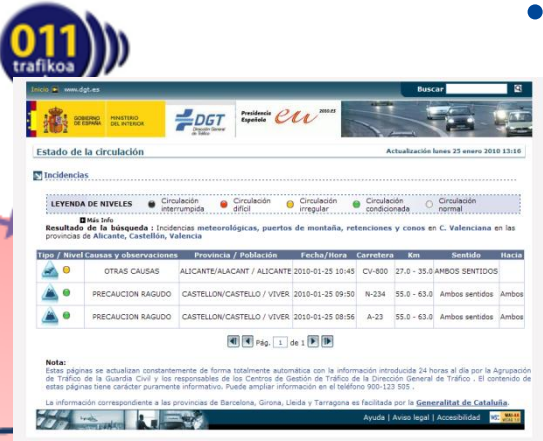 011
trafikoa
Inicio www.dgt.es Buscar
GOBIERNO DE ESPAÑA MINISTERIO DEL INTERIOR DGT Dirección General de Tráfico Presidencia Española eu 2010.es
Estado de la circulación Actualización lunes 25 enero 2010 13:16
Incidencias
LEYENDA DE NIVELES Circulación interrumpida Circulación difícil Circulación irregular Circulación condicionada Circulación normal
Más Info
Resultado de la búsqueda : Incidencias meteorológicas, puertos de montaña, retenciones y conos en C. Valenciana en las
provincias de Alicante, Castellón, Valencia
Tipo / Nivel Causas y observaciones Provincia / Población Fecha/Hora Carretera Km Sentido Hacia
OTRAS CAUSAS ALICANTE/ALACANT / ALICANTE 2010-01-25 10:45 CV-800 27.0 - 35.0 AMBOS SENTIDOS
PRECAUCION RAGUDO CASTELLON/CASTELLO / VIVER 2010-01-25 09:50 N-234 55.0 - 63.0 Ambos sentidos Ambos
PRECAUCION RAGUDO CASTELLON/CASTELLO / VIVER 2010-01-25 08:56 A-23 55.0 - 63.0 Ambos sentidos Ambos
Pág. 1 de 1
Nota:
Estas páginas se actualizan constantemente de forma totalmente automática con la información introducida 24 horas al día por la Agrupación
de Tráfico de la Guardia Civil y los responsables de los Centros de Gestión de Tráfico de la Dirección General de Tráfico . El contenido de
estas páginas tiene carácter puramente informativo. Puede ampliar información en el teléfono 900-123 505 .
La información correspondiente a las provincias de Barcelona, Girona, Lleida y Tarragona es facilitada por la Generalitat de Cataluña.
Ayuda | Aviso legal | Accesibilidad